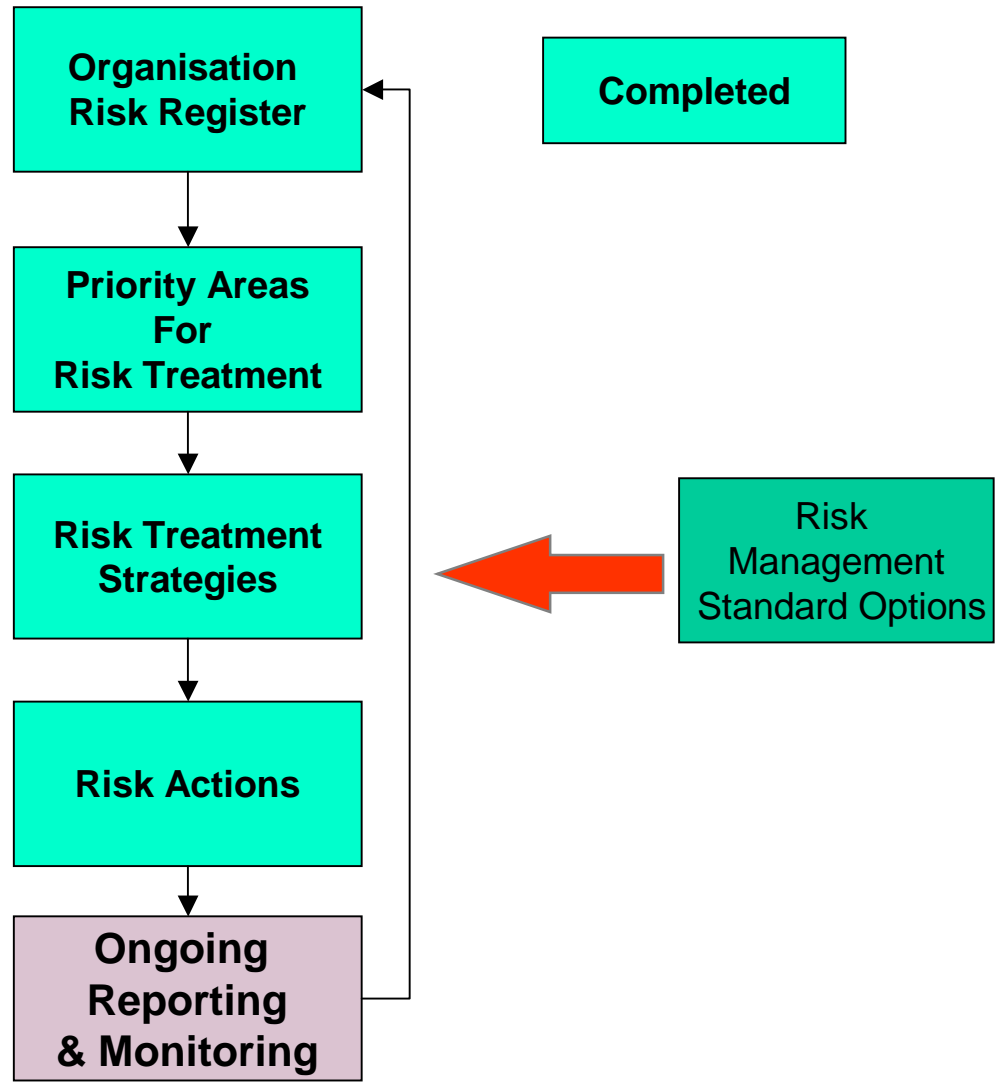 Organisation
Risk Register
Completed
Priority Areas
For
Risk Treatment
Risk Treatment
Strategies
Risk
Management
Standard Options
Risk Actions
Ongoing
Reporting
& Monitoring